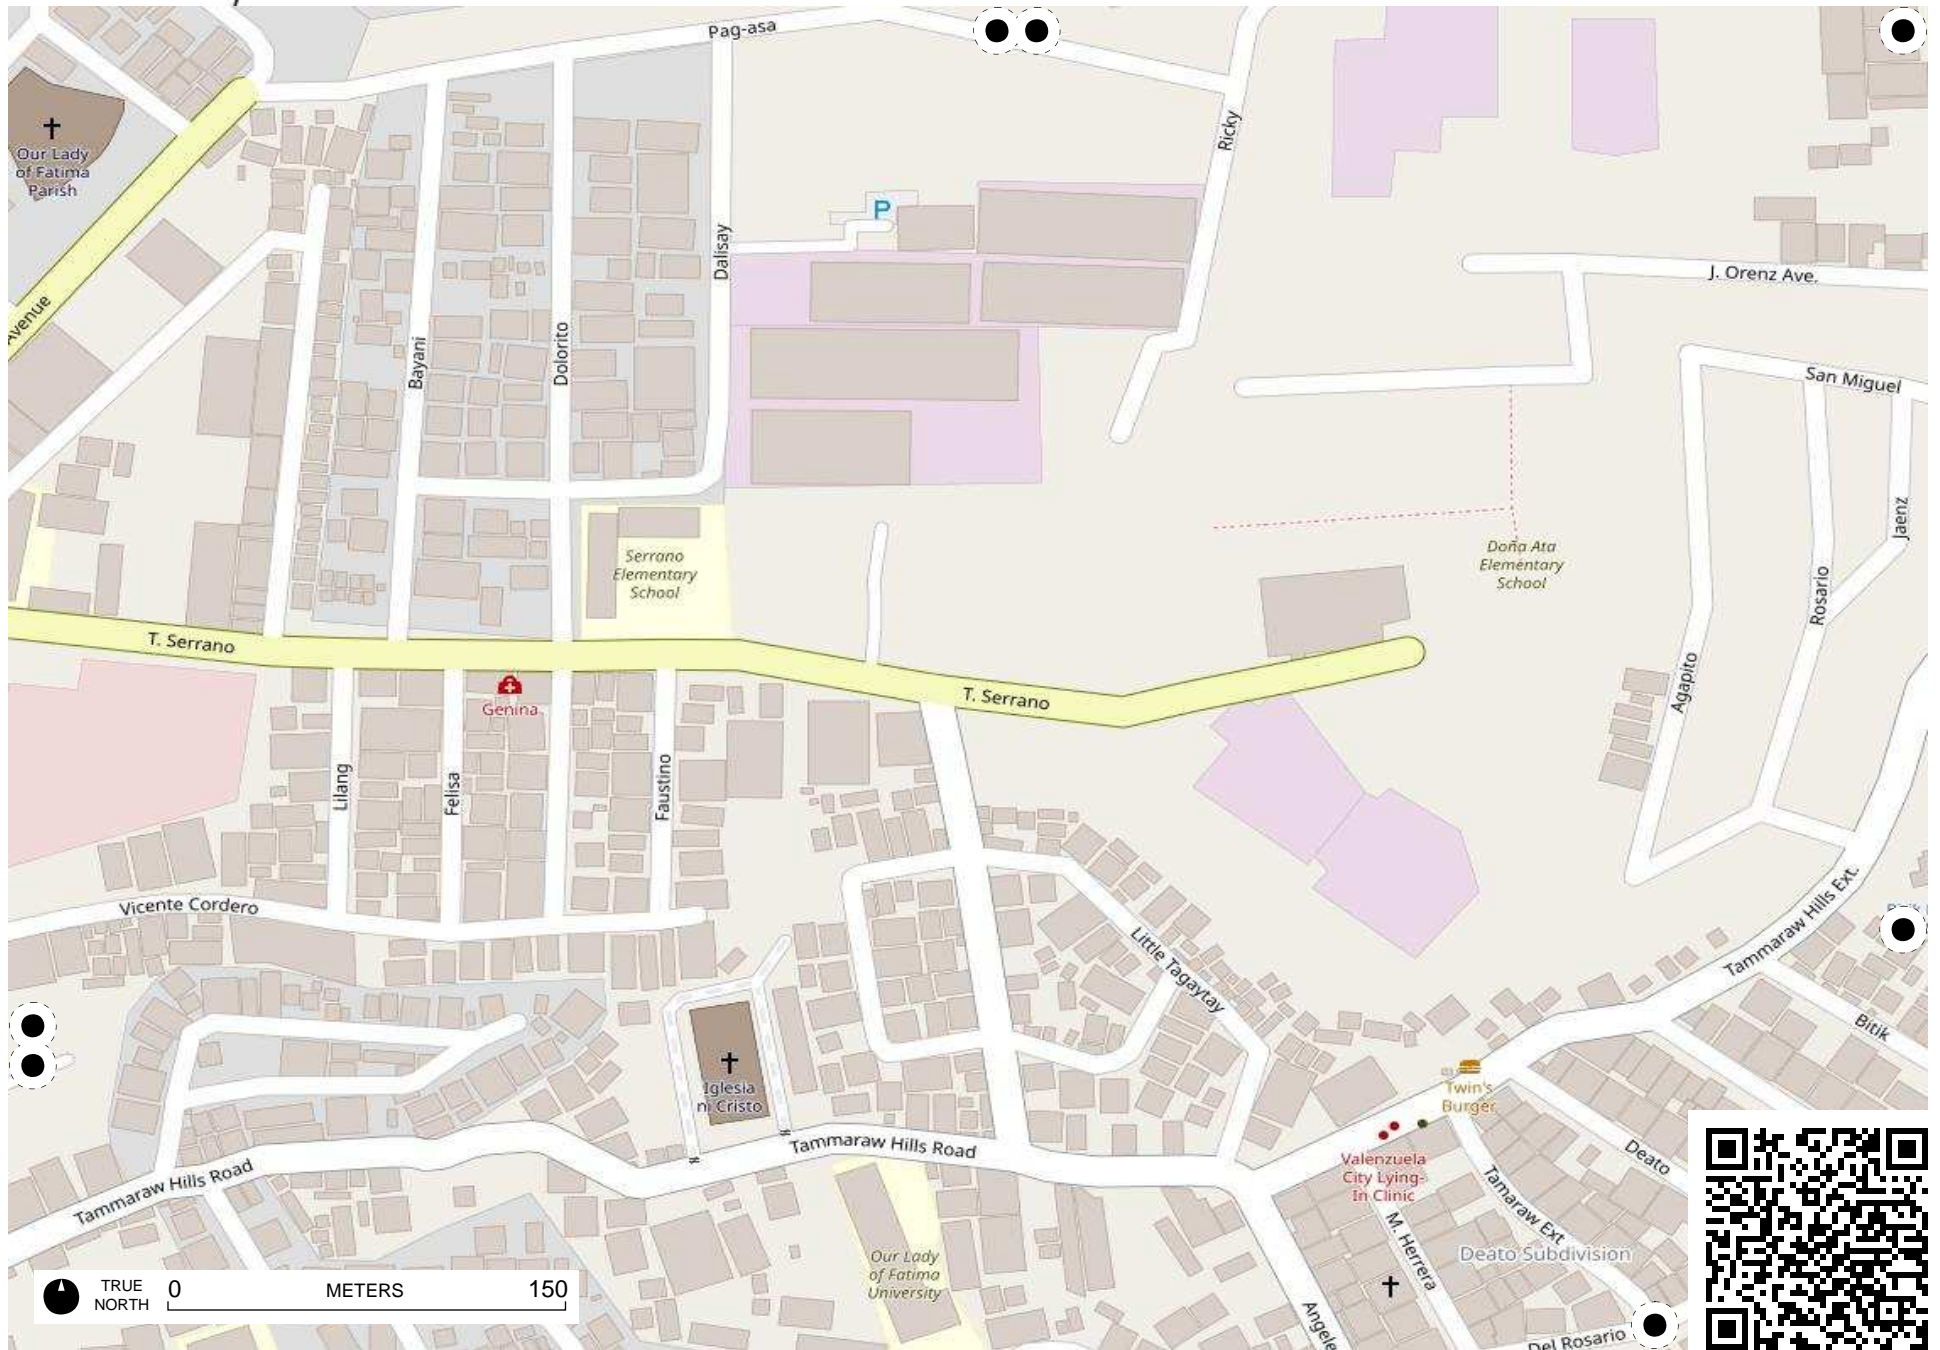 Pag-asa
Our Lady
of Fatima
Parish
Ricky
Avenue
P
Dalisay
J. Orenz Ave.
Bayani
Dolorito
San Miguel
Jaenz
Serrano
Elementary
School
Doña Ata
Elementary
School
Rosario
T. Serrano
Genina
T. Serrano
Agapito
Lilang
Felisa
Faustino
Vicente Cordero
Tammaraw Hills Ext.
Little Tagaytay
Bitik
Iglesia
ni Cristo
Twin's
Burger
Tammaraw Hills Road
Tammaraw Hills Road
Valenzuela
City Lying-
In Clinic
Deato
Tamaraw Ext
M. Herrera
Deato Subdivision
Our Lady
of Fatima
University
Angele
Del Rosario
TRUE
NORTH
0 METERS 150